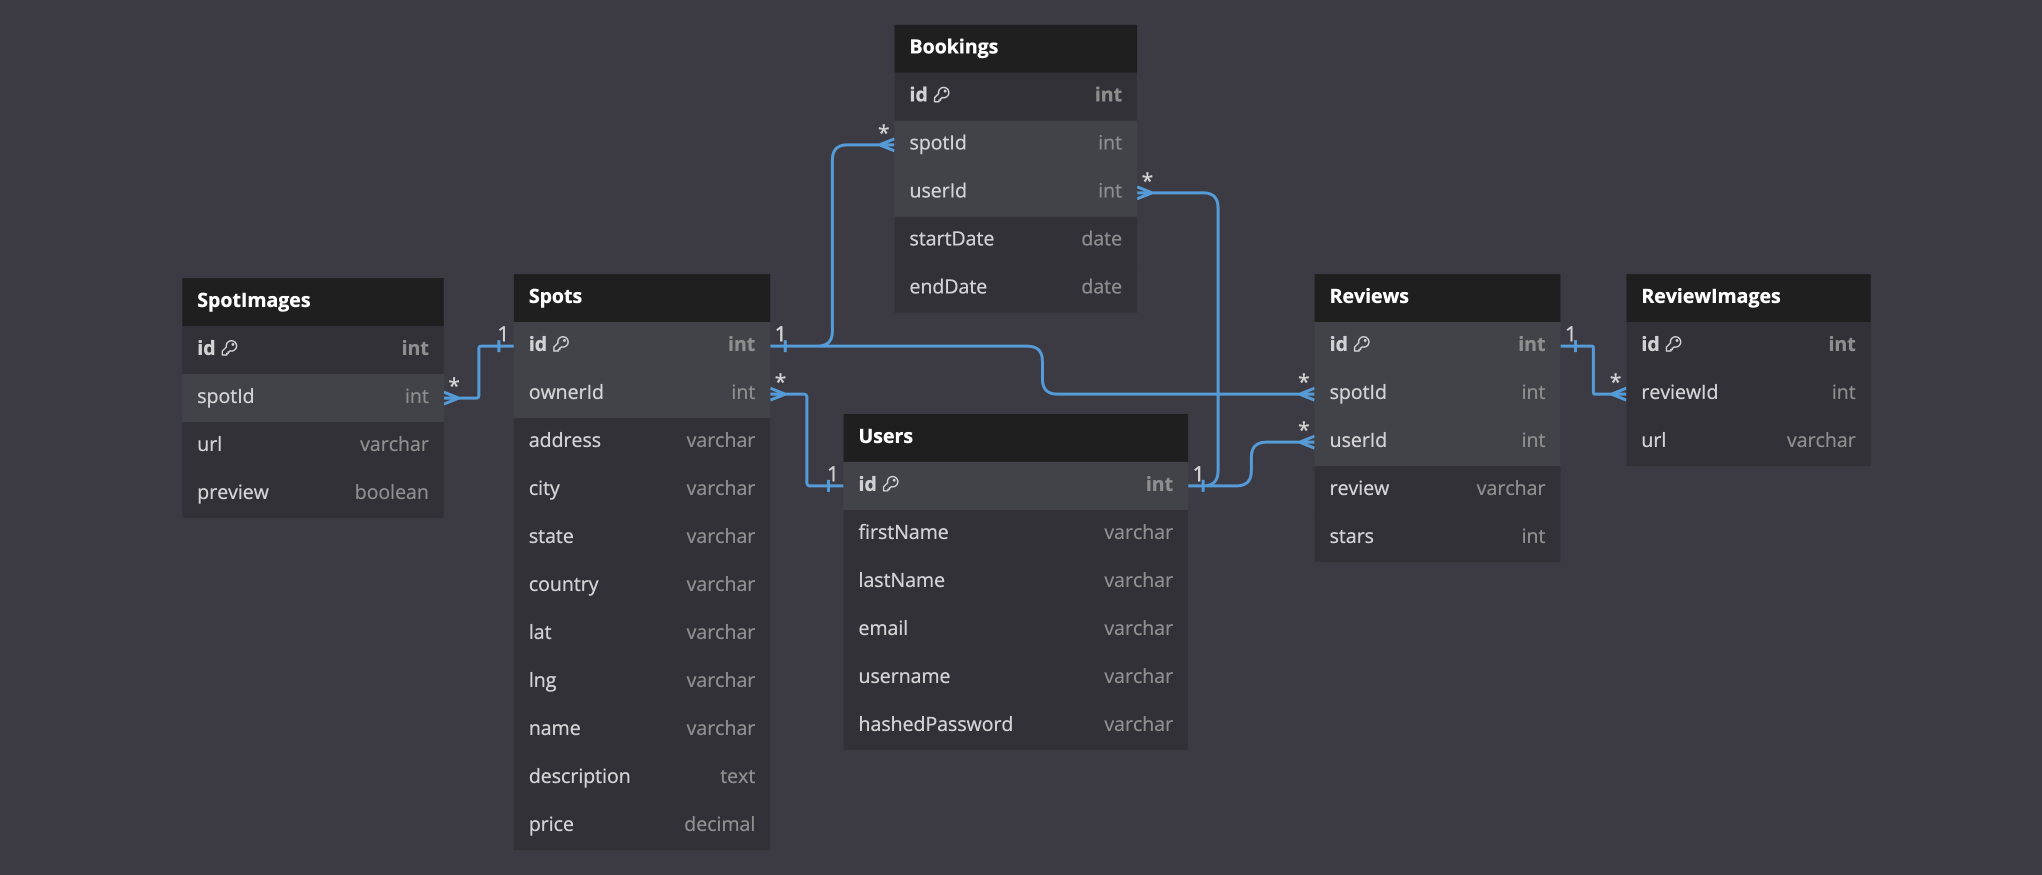 Bookings
id int
* spotId int
userId int *
startDate date
endDate date
SpotImages
id int
spotId int *
url varchar
preview boolean
Spots
1 id int 1
ownerId int *
address varchar
city varchar
state varchar
country varchar
lat varchar
lng varchar
name varchar
description text
price decimal
Users
1 id int 1
firstName varchar
lastName varchar
email varchar
username varchar
hashedPassword varchar
Reviews
id int 1
* spotId int
* userId int
review varchar
stars int
ReviewImages
id int
* reviewId int
url varchar